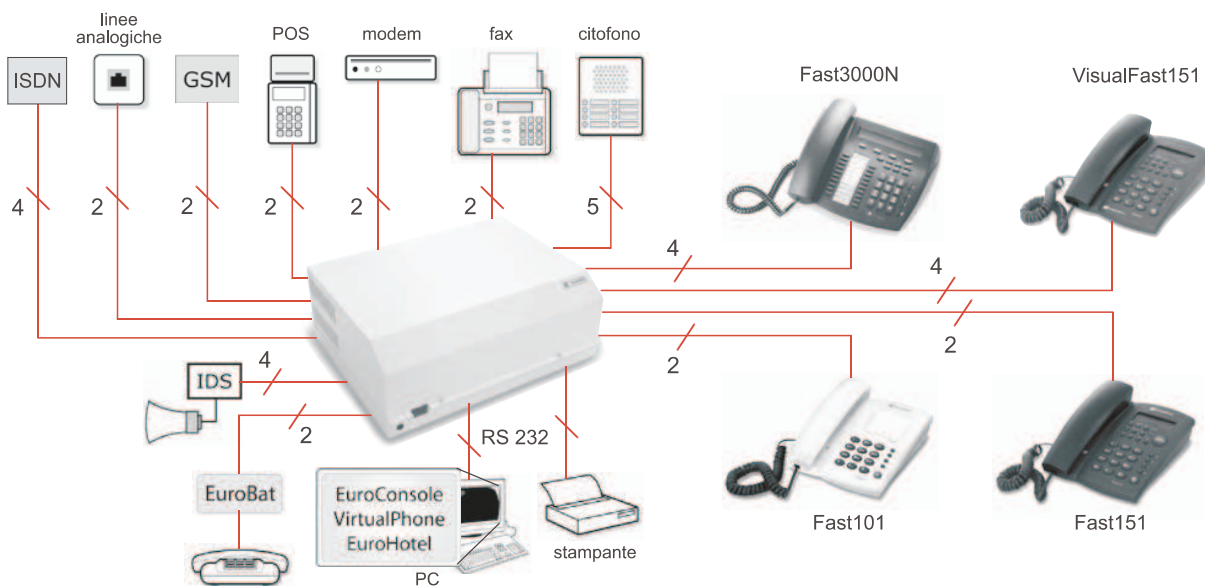 linee
analogiche
POS
modem
fax
citofono
ISDN
GSM
Fast3000N
VisualFast151
4
2
2
2
2
2
5
4
4
2
2
IDS
4
2
RS 232
EuroBat
EuroConsole
VirtualPhone
EuroHotel
PC
stampante
Fast101
Fast151